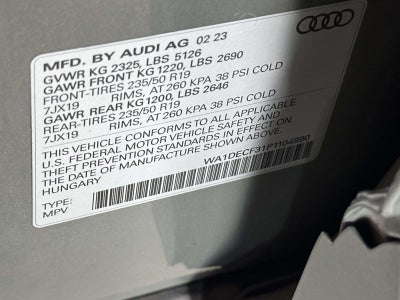 MFD. BY AUDI AG 02 23
GVWR KG 2325, LBS 5126
GAWR FRONT KG 1220, LBS 2690
FRONT-TIRES 235/50 R19
7JX19 RIMS, AT 260 KPA 38 PSI COLD
GAWR REAR KG 1200, LBS 2646
REAR-TIRES 235/50 R19
7JX19 RIMS, AT 260 KPA 38 PSI COLD
THIS VEHICLE CONFORMS TO ALL APPLICABLE
U.S. FEDERAL MOTOR VEHICLE SAFETY AND
THEFT PREVENTION STANDARDS IN EFFECT ON
THE DATE OF MANUFACTURE SHOWN ABOVE.
HUNGARY
WA1DECF31P1104890
TYPE:
MPV